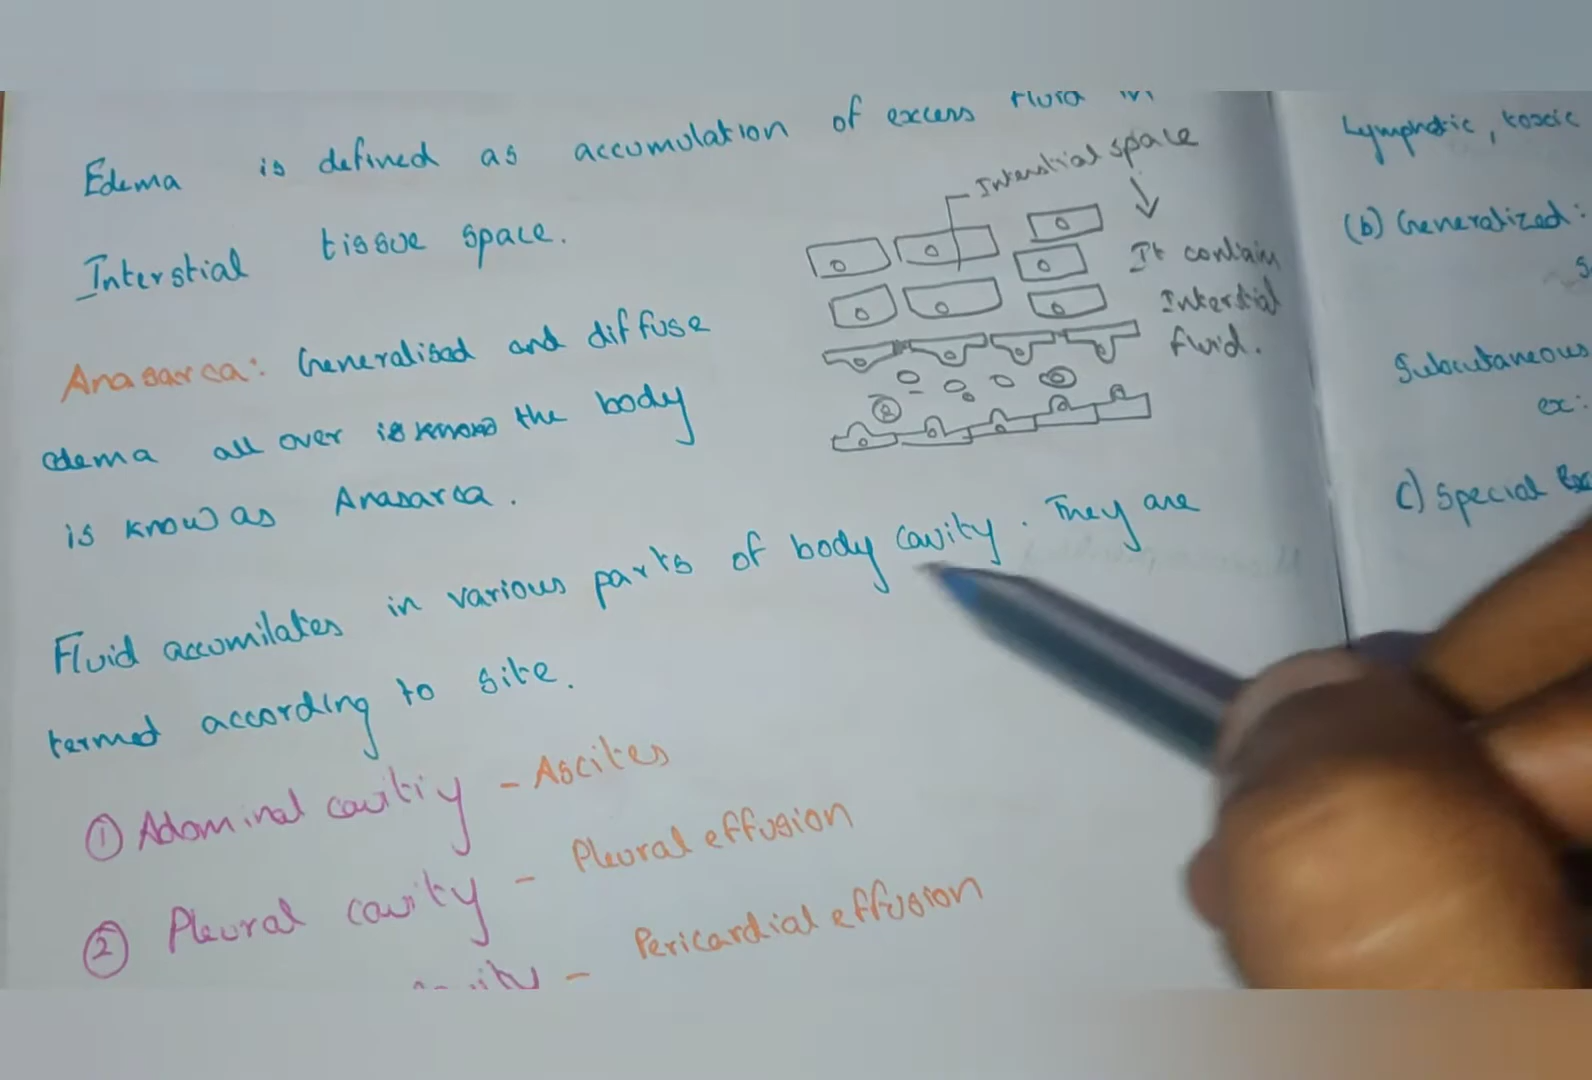 Edema is defined as accumulation of excess fluid in
Interstial tissue space.
Interstial space
It contain
Interstial
fluid.
Anasarca: Generalised and diffuse
edema all over is known the body
is know as Anasarca.
Fluid accumilates in various parts of body cavity. They are
termed according to site.
① Adominal cavitiy - Ascites
② Pleural cavity - Pleural effusion
- Pericardial effusion
Lymphatic, toxic
(b) Generalized:
Subcutaneous
ex:
c) Special